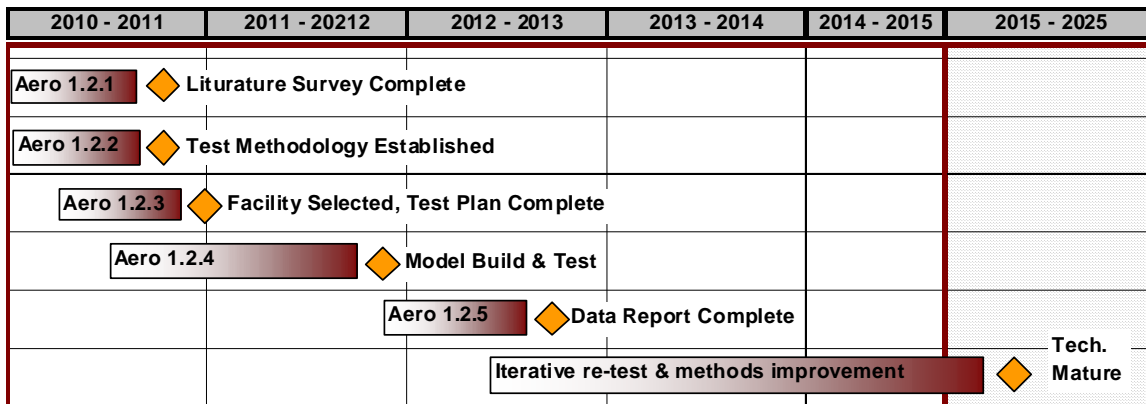 2010 - 2011 2011 - 20212 2012 - 2013 2013 - 2014 2014 - 2015 2015 - 2025
Aero 1.2.1 Liturature Survey Complete
Aero 1.2.2 Test Methodology Established
Aero 1.2.3 Facility Selected, Test Plan Complete
Aero 1.2.4 Model Build & Test
Aero 1.2.5 Data Report Complete
Iterative re-test & methods improvement
Tech.
Mature